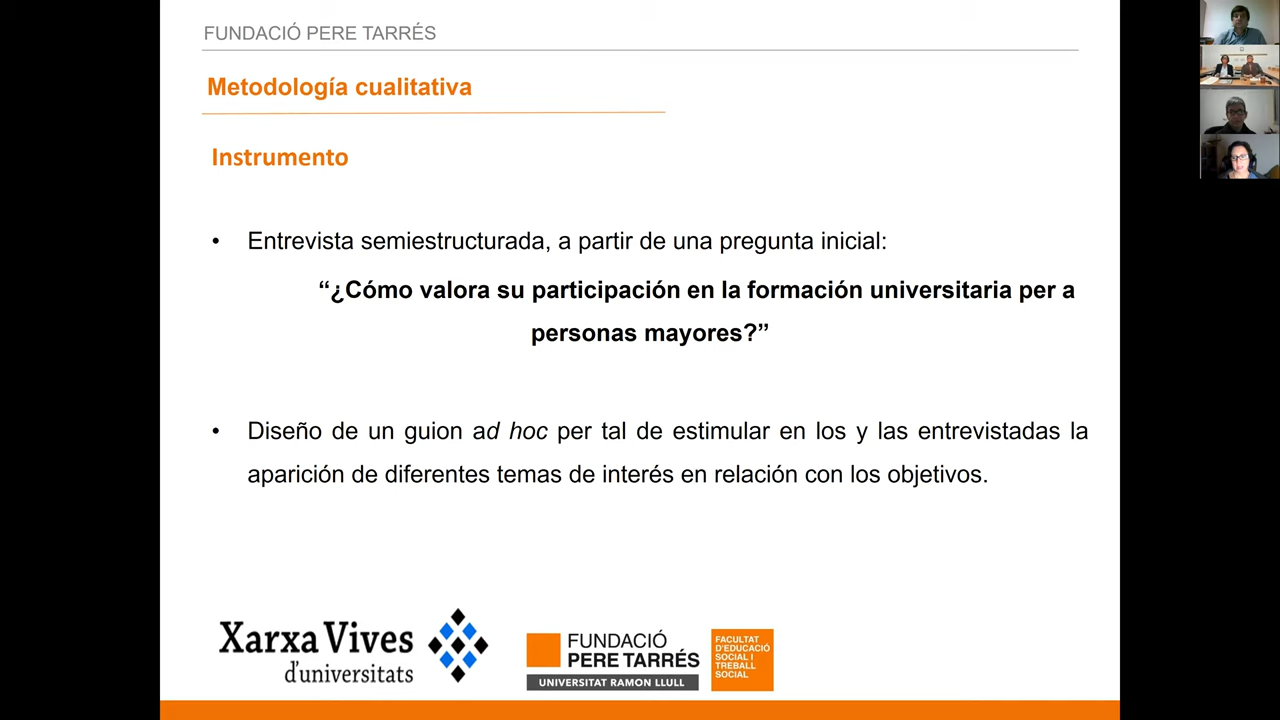 FUNDACIÓ PERE TARRÉS
Metodología cualitativa
Instrumento
• Entrevista semiestructurada, a partir de una pregunta inicial:
“¿Cómo valora su participación en la formación universitaria per a
personas mayores?”
• Diseño de un guion ad hoc per tal de estimular en los y las entrevistadas la
aparición de diferentes temas de interés en relación con los objetivos.
Xarxa Vives
d'universitats
FUNDACIÓ
PERE TARRÉS
UNIVERSITAT RAMON LLULL
FACULTAT
D'EDUCACIÓ
SOCIAL I
TREBALL
SOCIAL